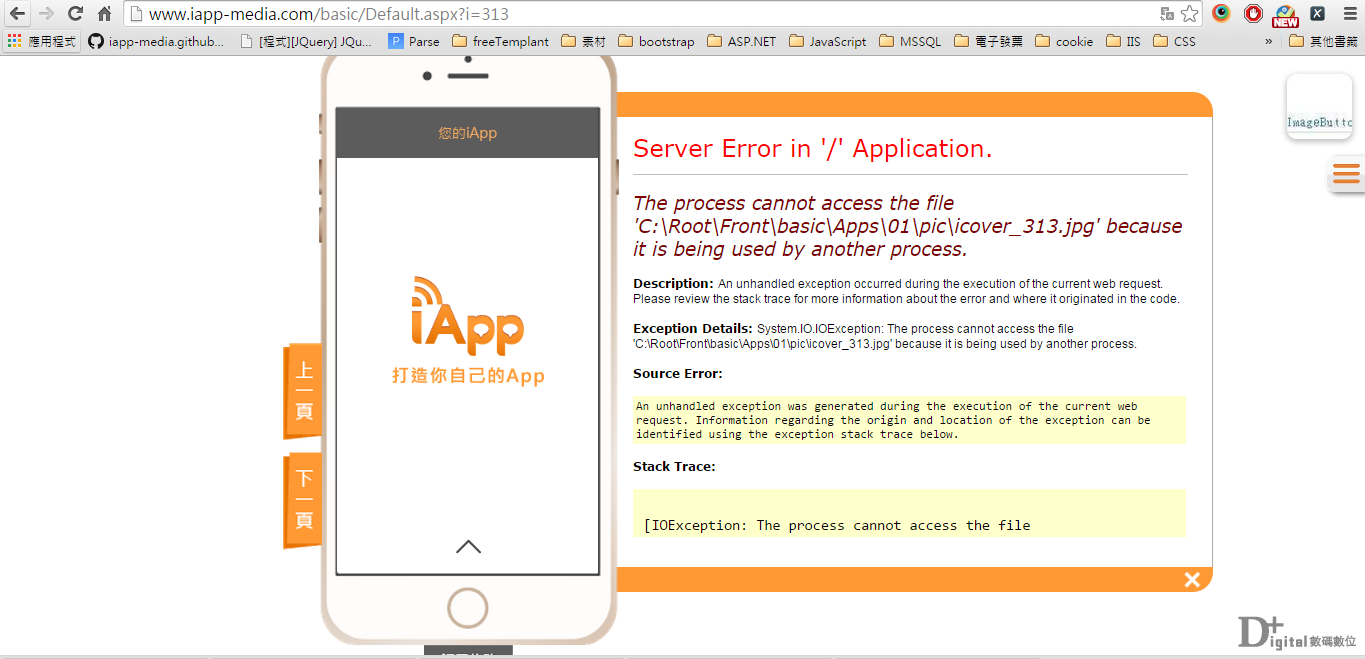 www.iapp-media.com/basic/Default.aspx?i=313
NEW
應用程式
iapp-media.github...
[程式][JQuery] JQu...
P Parse
freeTemplant
素材
bootstrap
ASP.NET
JavaScript
MSSQL
電子發票
cookie
IIS
CSS
»
其他書籤
您的iApp
iApp
打造你自己的App
上一頁
下一頁
Server Error in '/' Application.
The process cannot access the file
'C:\Root\Front\basic\Apps\01\pic\icover_313.jpg' because
it is being used by another process.
Description: An unhandled exception occurred during the execution of the current web request.
Please review the stack trace for more information about the error and where it originated in the code.
Exception Details: System.IO.IOException: The process cannot access the file
'C:\Root\Front\basic\Apps\01\pic\icover_313.jpg' because it is being used by another process.
Source Error:
An unhandled exception was generated during the execution of the current web
request. Information regarding the origin and location of the exception can be
identified using the exception stack trace below.
Stack Trace:
[IOException: The process cannot access the file
ImageButto
D+igital 數碼數位